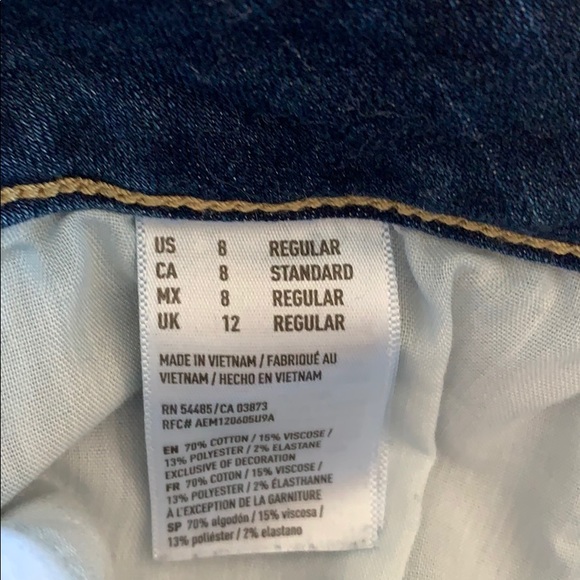 US 8 REGULAR
CA 8 STANDARD
MX 8 REGULAR
UK 12 REGULAR
MADE IN VIETNAM / FABRIQUÉ AU
VIETNAM / HECHO EN VIETNAM
RN 54485/CA 03873
RFC# AEM120605U9A
EN 70% COTTON / 15% VISCOSE /
13% POLYESTER / 2% ELASTANE
EXCLUSIVE OF DECORATION
FR 70% COTON / 15% VISCOSE /
13% POLYESTER / 2% ÉLASTHANNE
À L'EXCEPTION DE LA GARNITURE
SP 70% algodón / 15% viscosa /
13% poliéster / 2% elastano